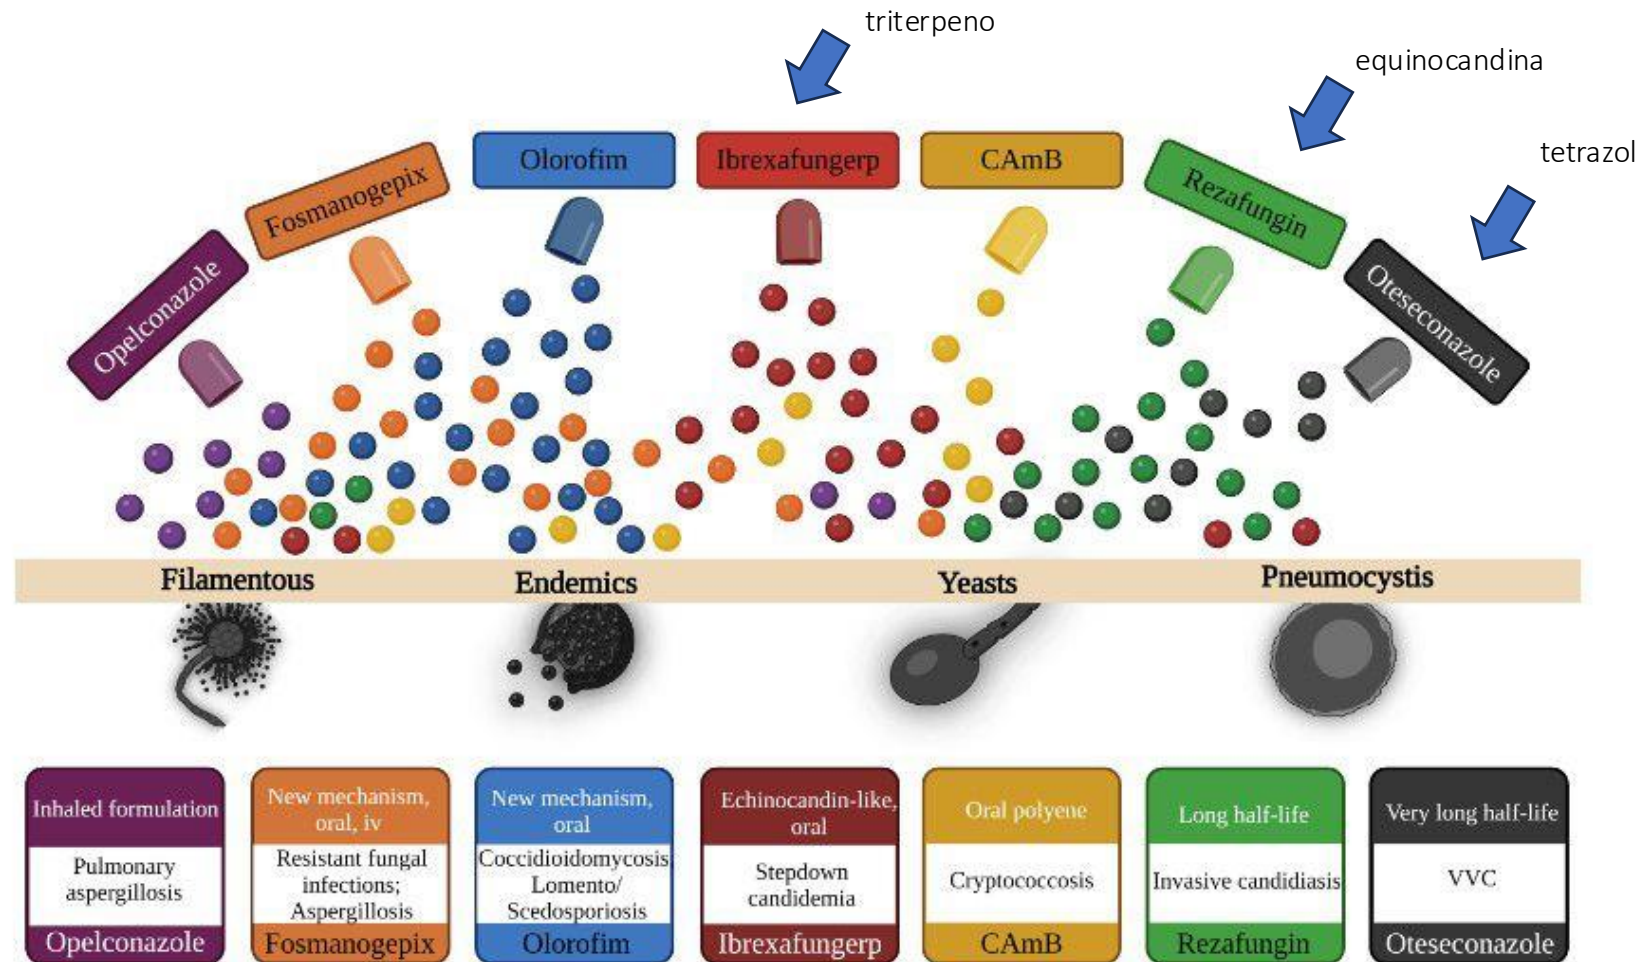 triterpeno
equinocandina
tetrazol
Opelconazole
Fosmanogepix
Olorofim
Ibrexafungerp
CAmB
Rezafungin
Oteseconazole
Filamentous
Endemics
Yeasts
Pneumocystis
Inhaled formulation
Pulmonary
aspergillosis
Opelconazole
New mechanism,
oral, iv
Resistant fungal
infections;
Aspergillosis
Fosmanogepix
New mechanism,
oral
Coccidioidomycosis
Lomento/
Scedosporiosis
Olorofim
Echinocandin-like,
oral
Stepdown
candidemia
Ibrexafungerp
Oral polyene
Cryptococcosis
CAmB
Long half-life
Invasive candidiasis
Rezafungin
Very long half-life
VVC
Oteseconazole